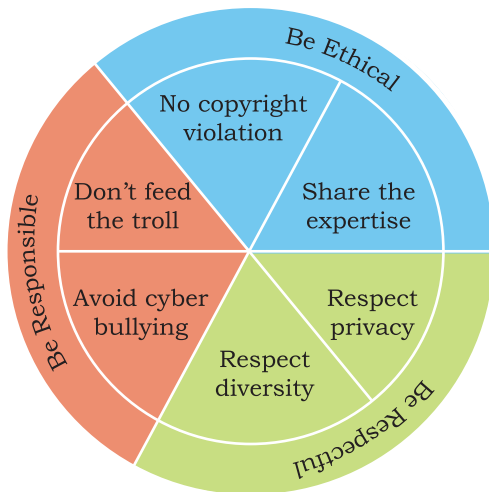 Be Ethical
No copyright
violation
Share the
expertise
Be Responsible
Don't feed
the troll
Avoid cyber
bullying
Respect
privacy
Respect
diversity
Be Respectful